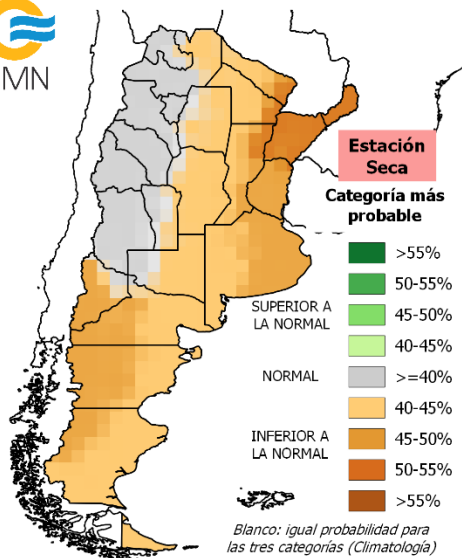 MN
Estación
Seca
Categoría más
probable
>55%
50-55%
45-50%
40-45%
>=40%
40-45%
45-50%
50-55%
>55%
SUPERIOR A
LA NORMAL
NORMAL
INFERIOR A
LA NORMAL
Blanco: igual probabilidad para
las tres categorías (Climatología)